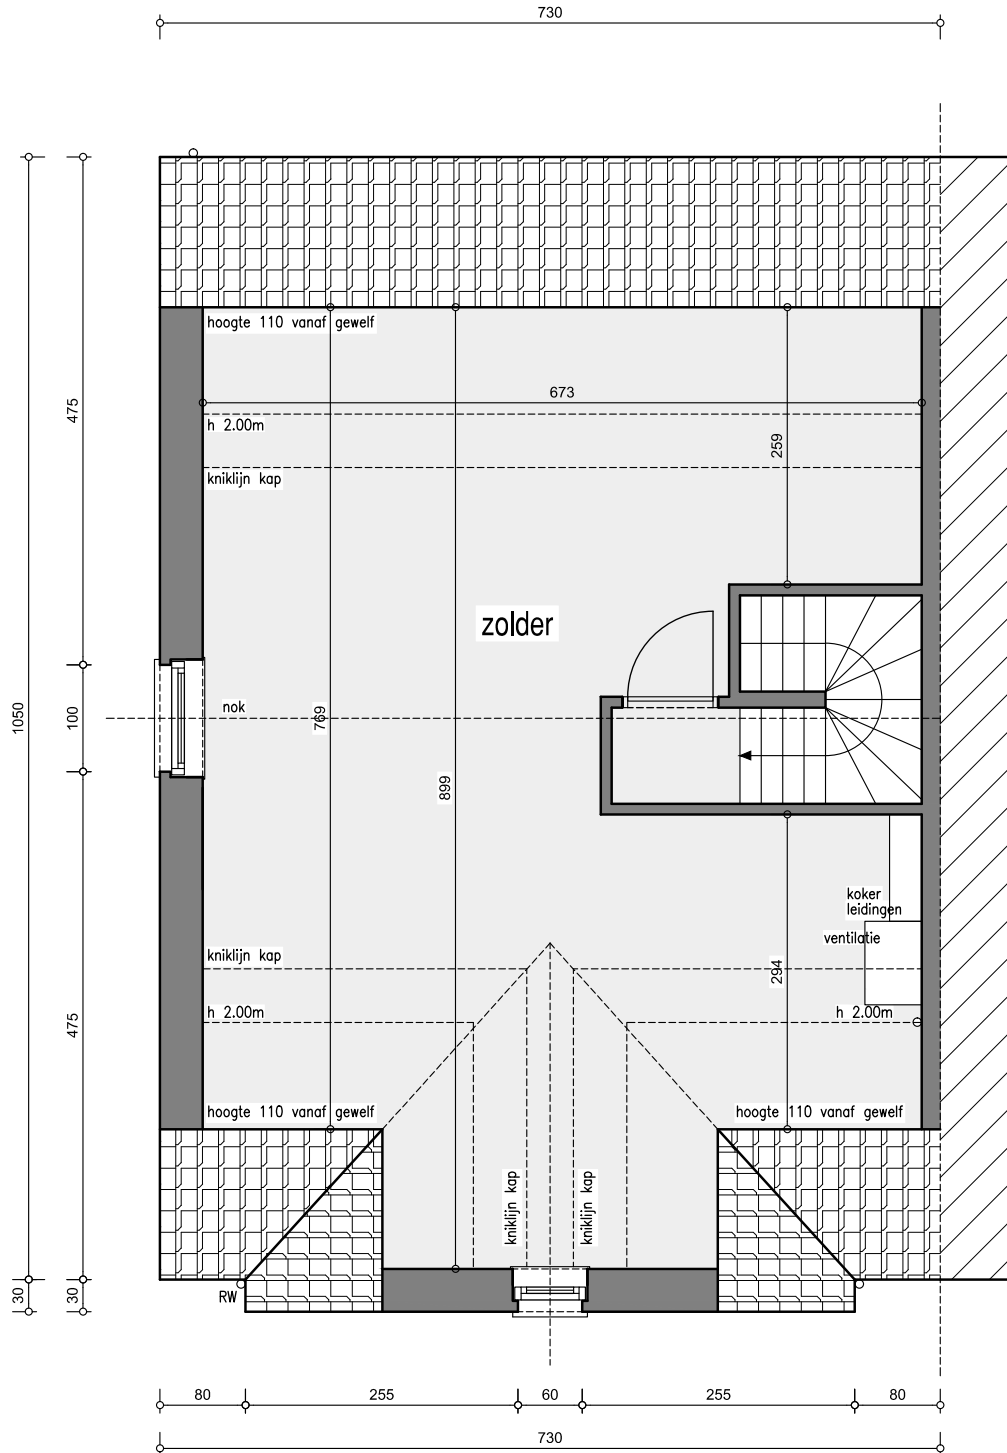 730
hoogte 110 vanaf gewelf
673
475
h 2.00m
259
kniklijn kap
zolder
nok
1050
100
769
899
koker
leidingen
ventilatie
kniklijn kap
294
h 2.00m
h 2.00m
475
hoogte 110 vanaf gewelf
hoogte 110 vanaf gewelf
kniklijn kap
kniklijn kap
30
30
RW
80
255
60
255
80
730